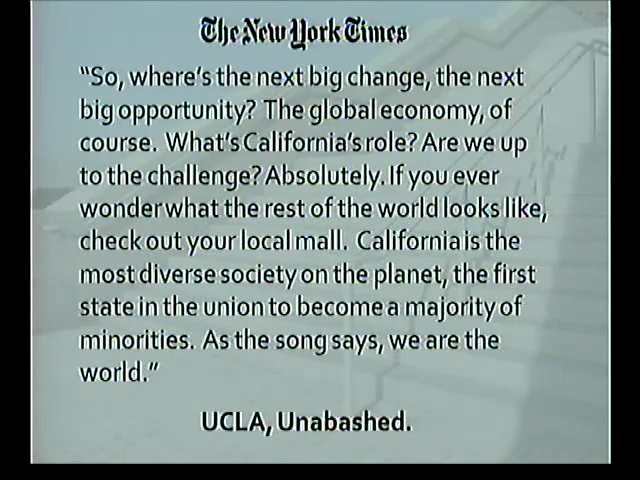 The New York Times
“So, where’s the next big change, the next
big opportunity? The global economy, of
course. What’s California’s role? Are we up
to the challenge? Absolutely. If you ever
wonder what the rest of the world looks like,
check out your local mall. California is the
most diverse society on the planet, the first
state in the union to become a majority of
minorities. As the song says, we are the
world.”
UCLA, Unabashed.